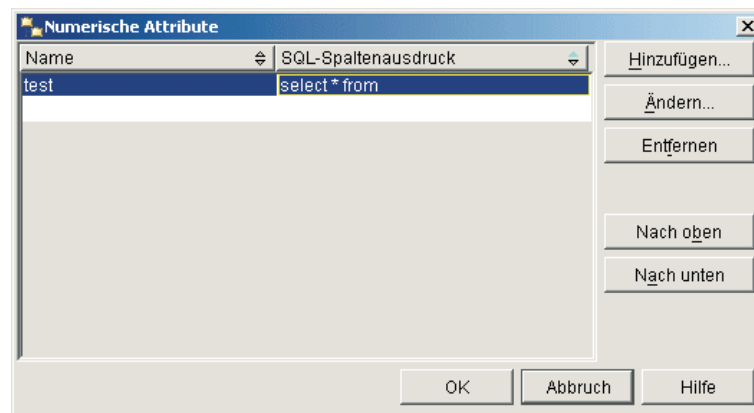 Numerische Attribute
Name SQL-Spaltenausdruck
test select * from
Hinzufügen...
Ändern...
Entfernen
Nach oben
Nach unten
OK Abbruch Hilfe